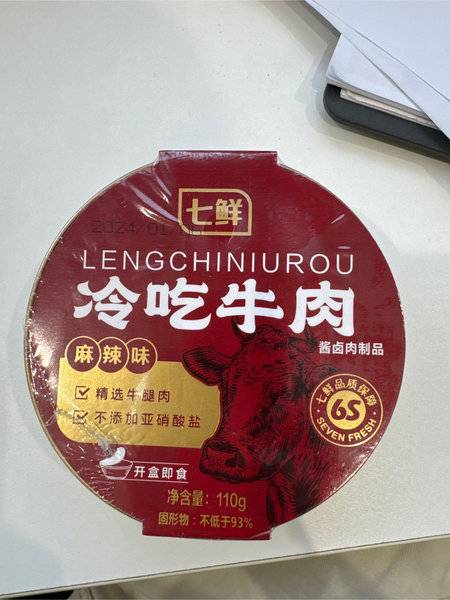 七鲜
LENGCHINIUROU
冷吃牛肉
酱卤肉制品
麻辣味
精选牛腿肉
不添加亚硝酸盐
七鲜品质保障
6S
SEVEN FRESH
开盒即食
净含量：110g
固形物：不低于93%